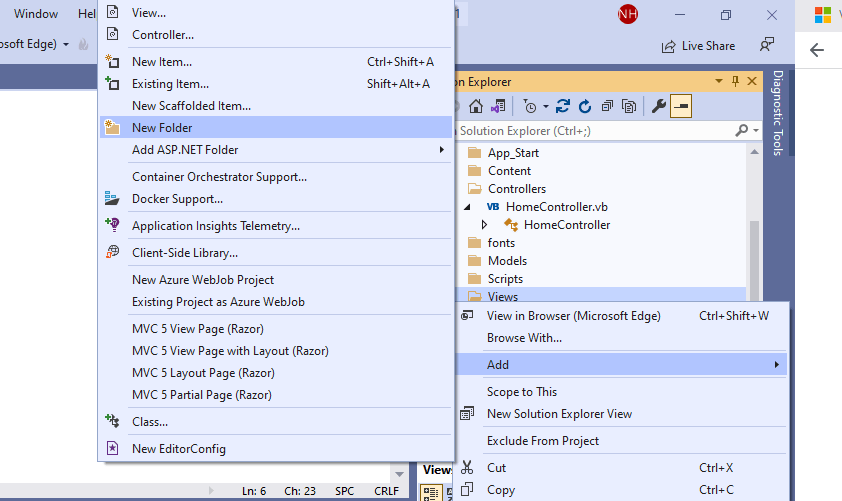 Window Hel
osoft Edge)
View...
Controller...
New Item... Ctrl+Shift+A
Existing Item... Shift+Alt+A
New Scaffolded Item...
New Folder
Add ASP.NET Folder
Container Orchestrator Support...
Docker Support...
Application Insights Telemetry...
Client-Side Library...
New Azure WebJob Project
Existing Project as Azure WebJob
MVC 5 View Page (Razor)
MVC 5 View Page with Layout (Razor)
MVC 5 Layout Page (Razor)
MVC 5 Partial Page (Razor)
Class...
New EditorConfig
Ln: 6 Ch: 23 SPC CRLF
1
NH
Live Share
on Explorer
Solution Explorer (Ctrl+;)
App_Start
Content
Controllers
VB HomeController.vb
HomeController
fonts
Models
Scripts
Views
View in Browser (Microsoft Edge) Ctrl+Shift+W
Browse With...
Add
Scope to This
New Solution Explorer View
Exclude From Project
Cut Ctrl+X
Copy Ctrl+C
Views
Diagnostic Tools